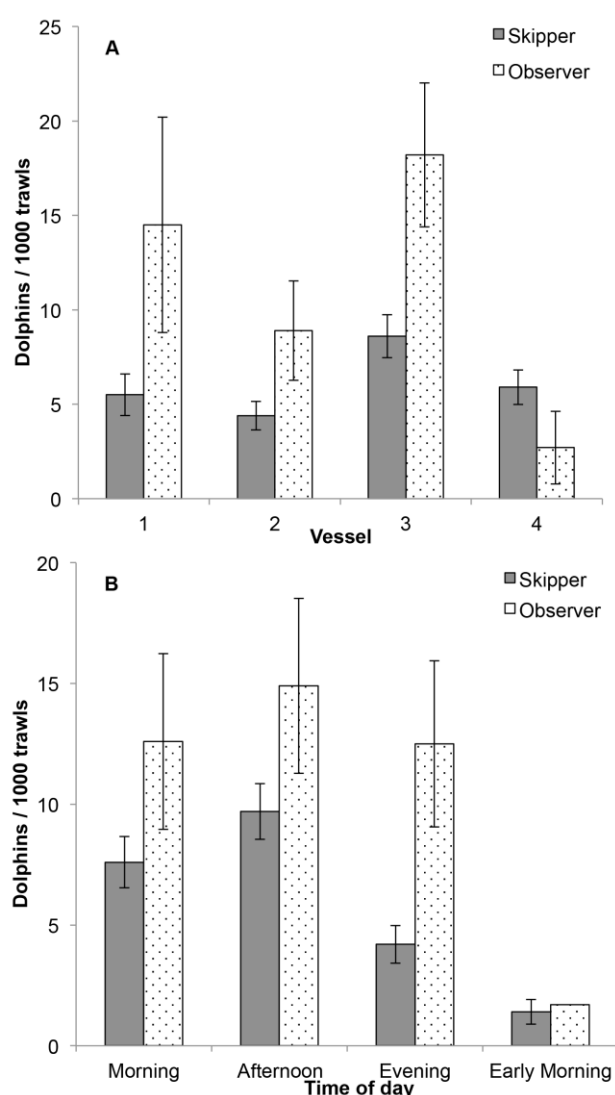 A
Skipper
Observer
25
20
15
10
5
0
Dolphins / 1000 trawls
1 2 3 4
Vessel
B
Skipper
Observer
20
15
10
5
0
Dolphins / 1000 trawls
Morning Afternoon Evening Early Morning
Time of day